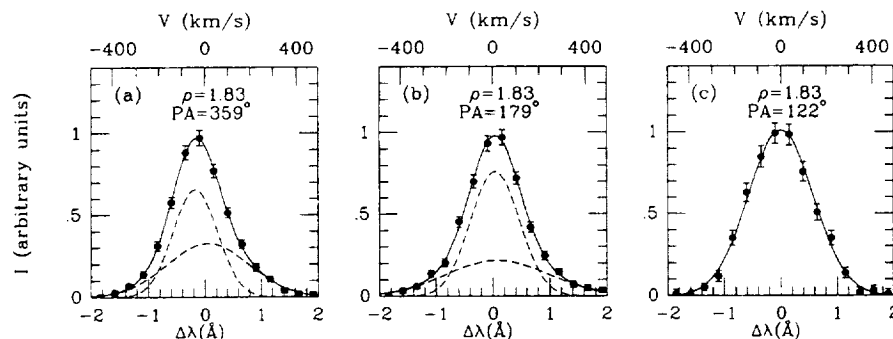 V (km/s)
V (km/s)
V (km/s)
−400 0 400
−400 0 400
−400 0 400
(a) ρ=1.83
PA=359°
(b) ρ=1.83
PA=179°
(c) ρ=1.83
PA=122°
I (arbitrary units)
1
.5
0
1
.5
0
1
.5
0
−2 −1 0 1 2
−2 −1 0 1 2
−2 −1 0 1 2
Δλ(Å)
Δλ(Å)
Δλ(Å)